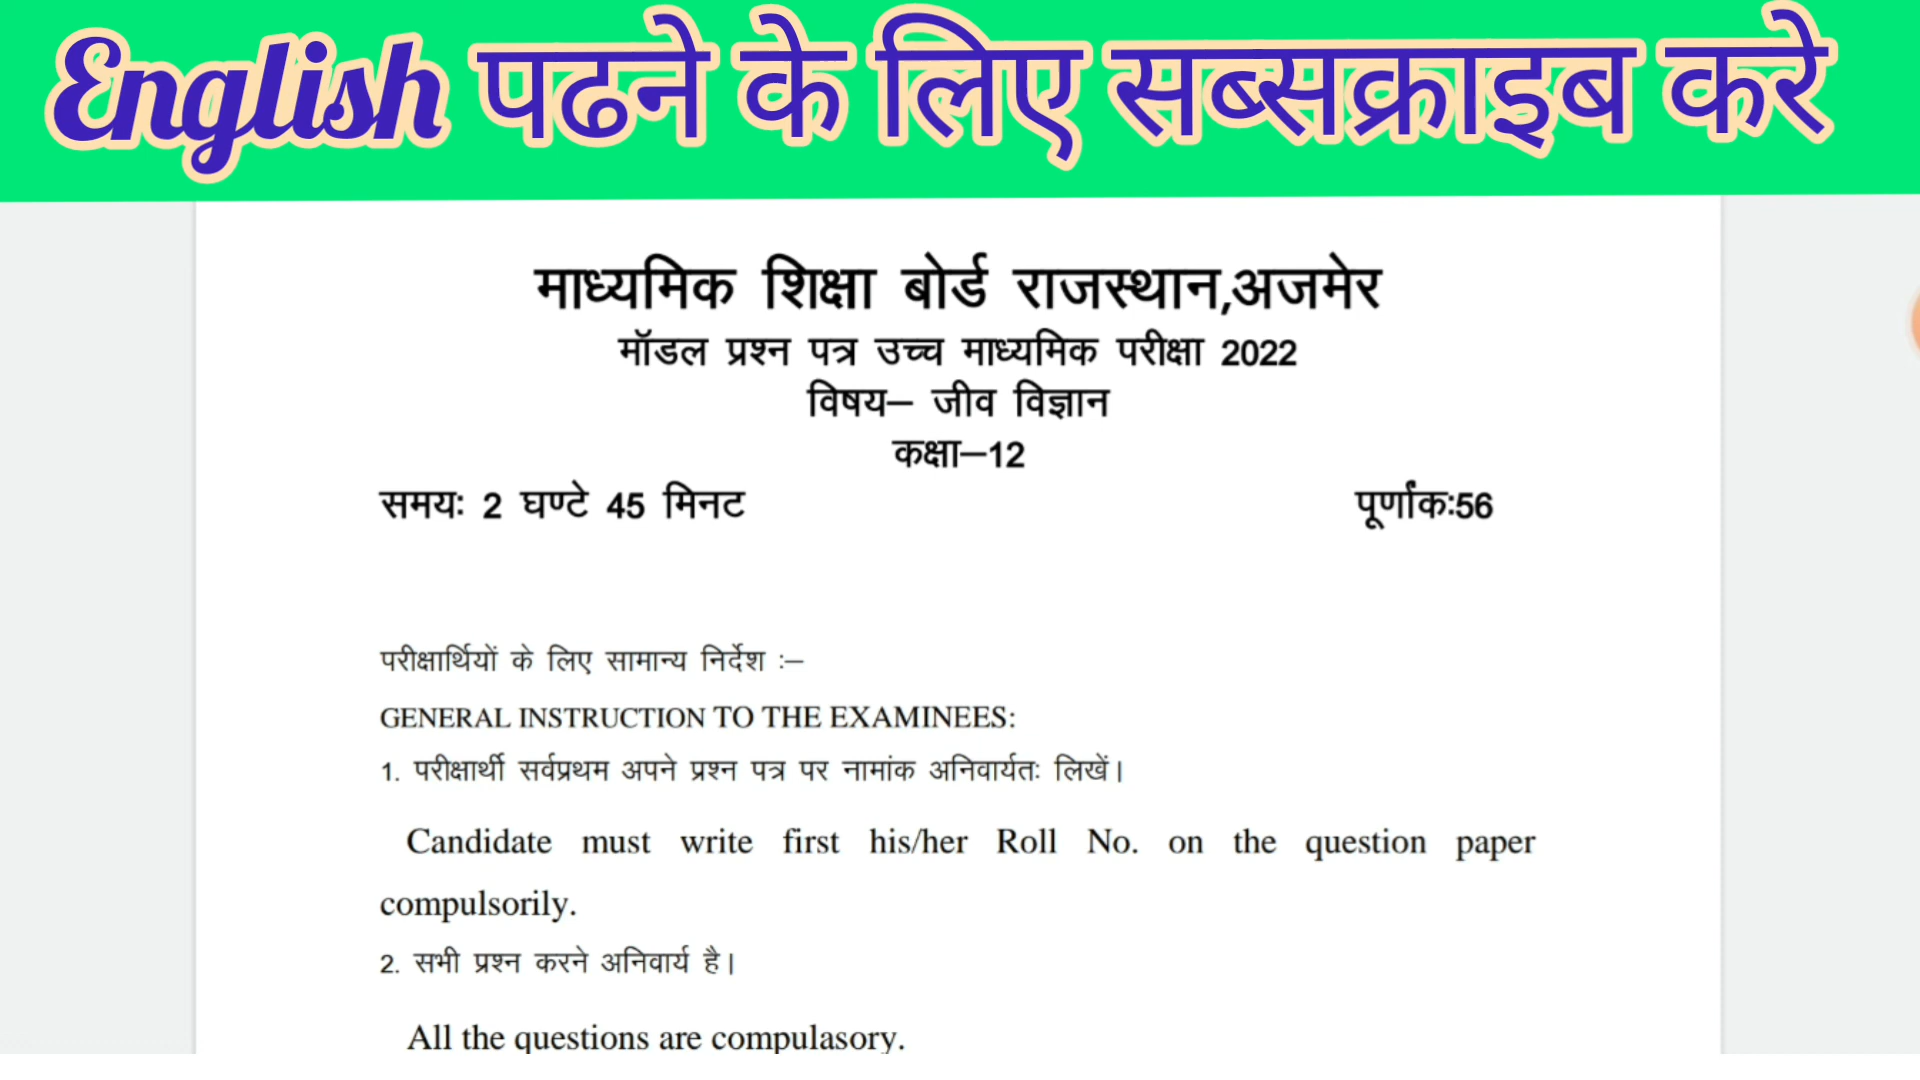 English पढने के लिए सब्सक्राइब करे
माध्यमिक शिक्षा बोर्ड राजस्थान,अजमेर
मॉडल प्रश्न पत्र उच्च माध्यमिक परीक्षा 2022
विषय– जीव विज्ञान
कक्षा–12
समयः 2 घण्टे 45 मिनट पूर्णांकः56
परीक्षार्थियों के लिए सामान्य निर्देश :–
GENERAL INSTRUCTION TO THE EXAMINEES:
1. परीक्षार्थी सर्वप्रथम अपने प्रश्न पत्र पर नामांक अनिवार्यतः लिखें।
Candidate must write first his/her Roll No. on the question paper
compulsorily.
2. सभी प्रश्न करने अनिवार्य है।
All the questions are compulasory.